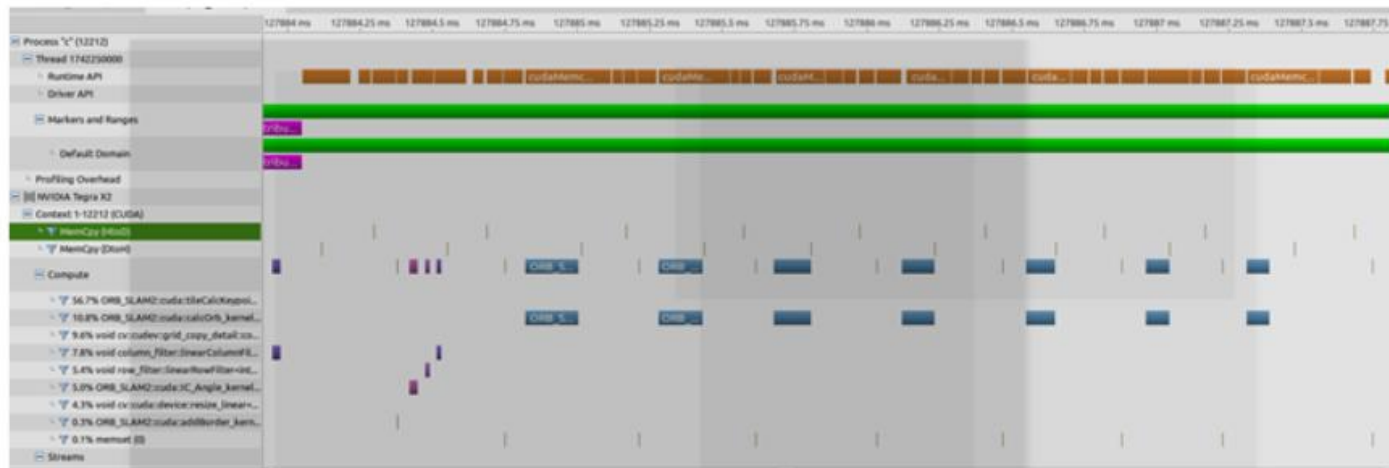 127884 ms 127884.25 ms 127884.5 ms 127884.75 ms 127885 ms 127885.25 ms 127885.5 ms 127885.75 ms 127886 ms 127886.25 ms 127886.5 ms 127886.75 ms 127887 ms 127887.25 ms 127887.5 ms 127887.75
Process "c" (12212)
Thread 1742250000
Runtime API cudaMemc... cudaMe... cudaM... cuda... cuda... cudaMemc...
Driver API
Markers and Ranges
tribu...
Default Domain
tribu...
Profiling Overhead
[0] NVIDIA Tegra X2
Context 1-12212 (CUDA)
MemCpy (HtoD)
MemCpy (DtoH)
Compute ORB_S... ORB_...
56.7% ORB_SLAM2::cuda::tileCalcKeypoi...
10.8% ORB_SLAM2::cuda::calcOrb_kernel... ORB_S... ORB_...
9.6% void cv::cudev::grid_copy_detail::co...
7.8% void column_filter::linearColumnFil...
5.4% void row_filter::linearRowFilter<int...
5.0% ORB_SLAM2::cuda::IC_Angle_kernel...
4.3% void cv::cuda::device::resize_linear<...
0.3% ORB_SLAM2::cuda::addBorder_kern...
0.1% memset (0)
Streams